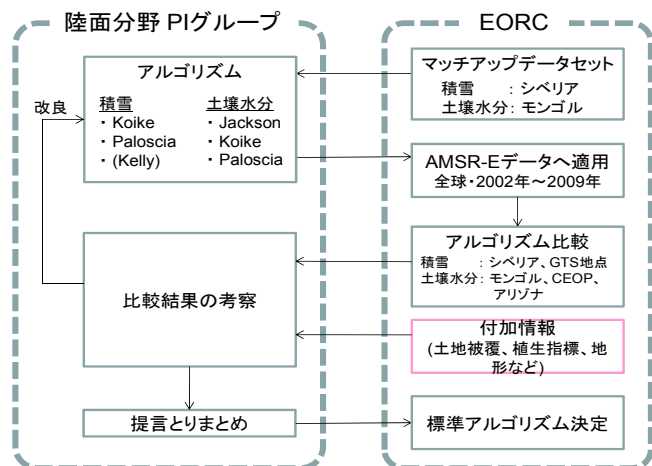 陸面分野 PIグループ
アルゴリズム
積雪
・Koike
・Paloscia
・(Kelly)
土壌水分
・Jackson
・Koike
・Paloscia
改良
比較結果の考察
提言とりまとめ
EORC
マッチアップデータセット
積雪　　：シベリア
土壌水分：モンゴル
AMSR-Eデータへ適用
全球・2002年～2009年
アルゴリズム比較
積雪　　：シベリア、GTS地点
土壌水分：モンゴル、CEOP、
アリゾナ
付加情報
(土地被覆、植生指標、地
形など)
標準アルゴリズム決定